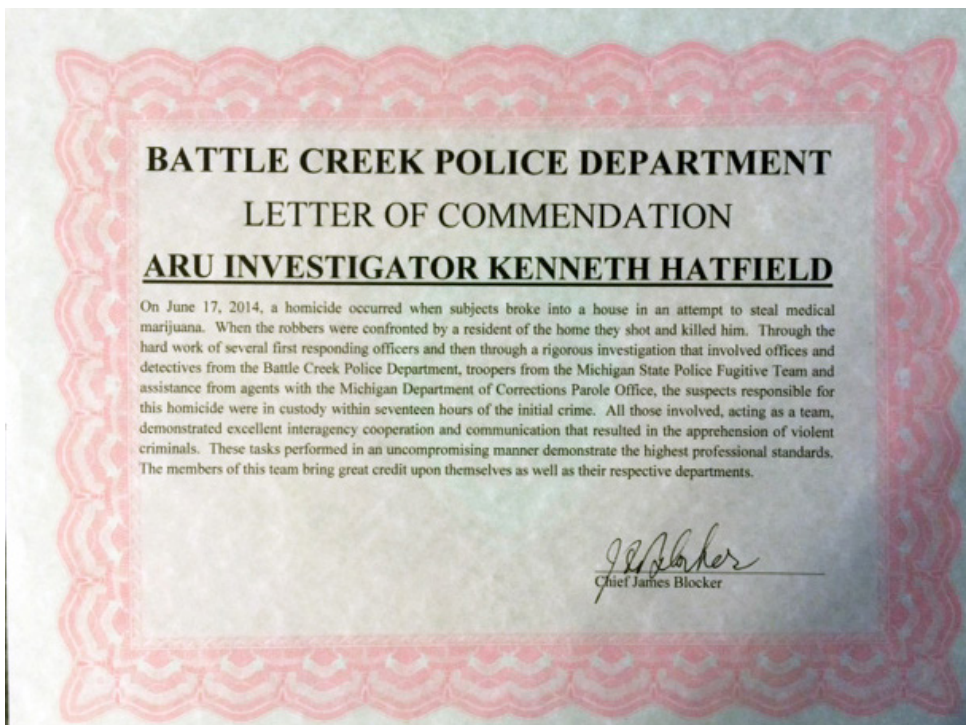 BATTLE CREEK POLICE DEPARTMENT
LETTER OF COMMENDATION
ARU INVESTIGATOR KENNETH HATFIELD
On June 17, 2014, a homicide occurred when subjects broke into a house in an attempt to steal medical
marijuana. When the robbers were confronted by a resident of the home they shot and killed him. Through the
hard work of several first responding officers and then through a rigorous investigation that involved offices and
detectives from the Battle Creek Police Department, troopers from the Michigan State Police Fugitive Team and
assistance from agents with the Michigan Department of Corrections Parole Office, the suspects responsible for
this homicide were in custody within seventeen hours of the initial crime. All those involved, acting as a team,
demonstrated excellent interagency cooperation and communication that resulted in the apprehension of violent
criminals. These tasks performed in an uncompromising manner demonstrate the highest professional standards.
The members of this team bring great credit upon themselves as well as their respective departments.
J Blocker
Chief James Blocker